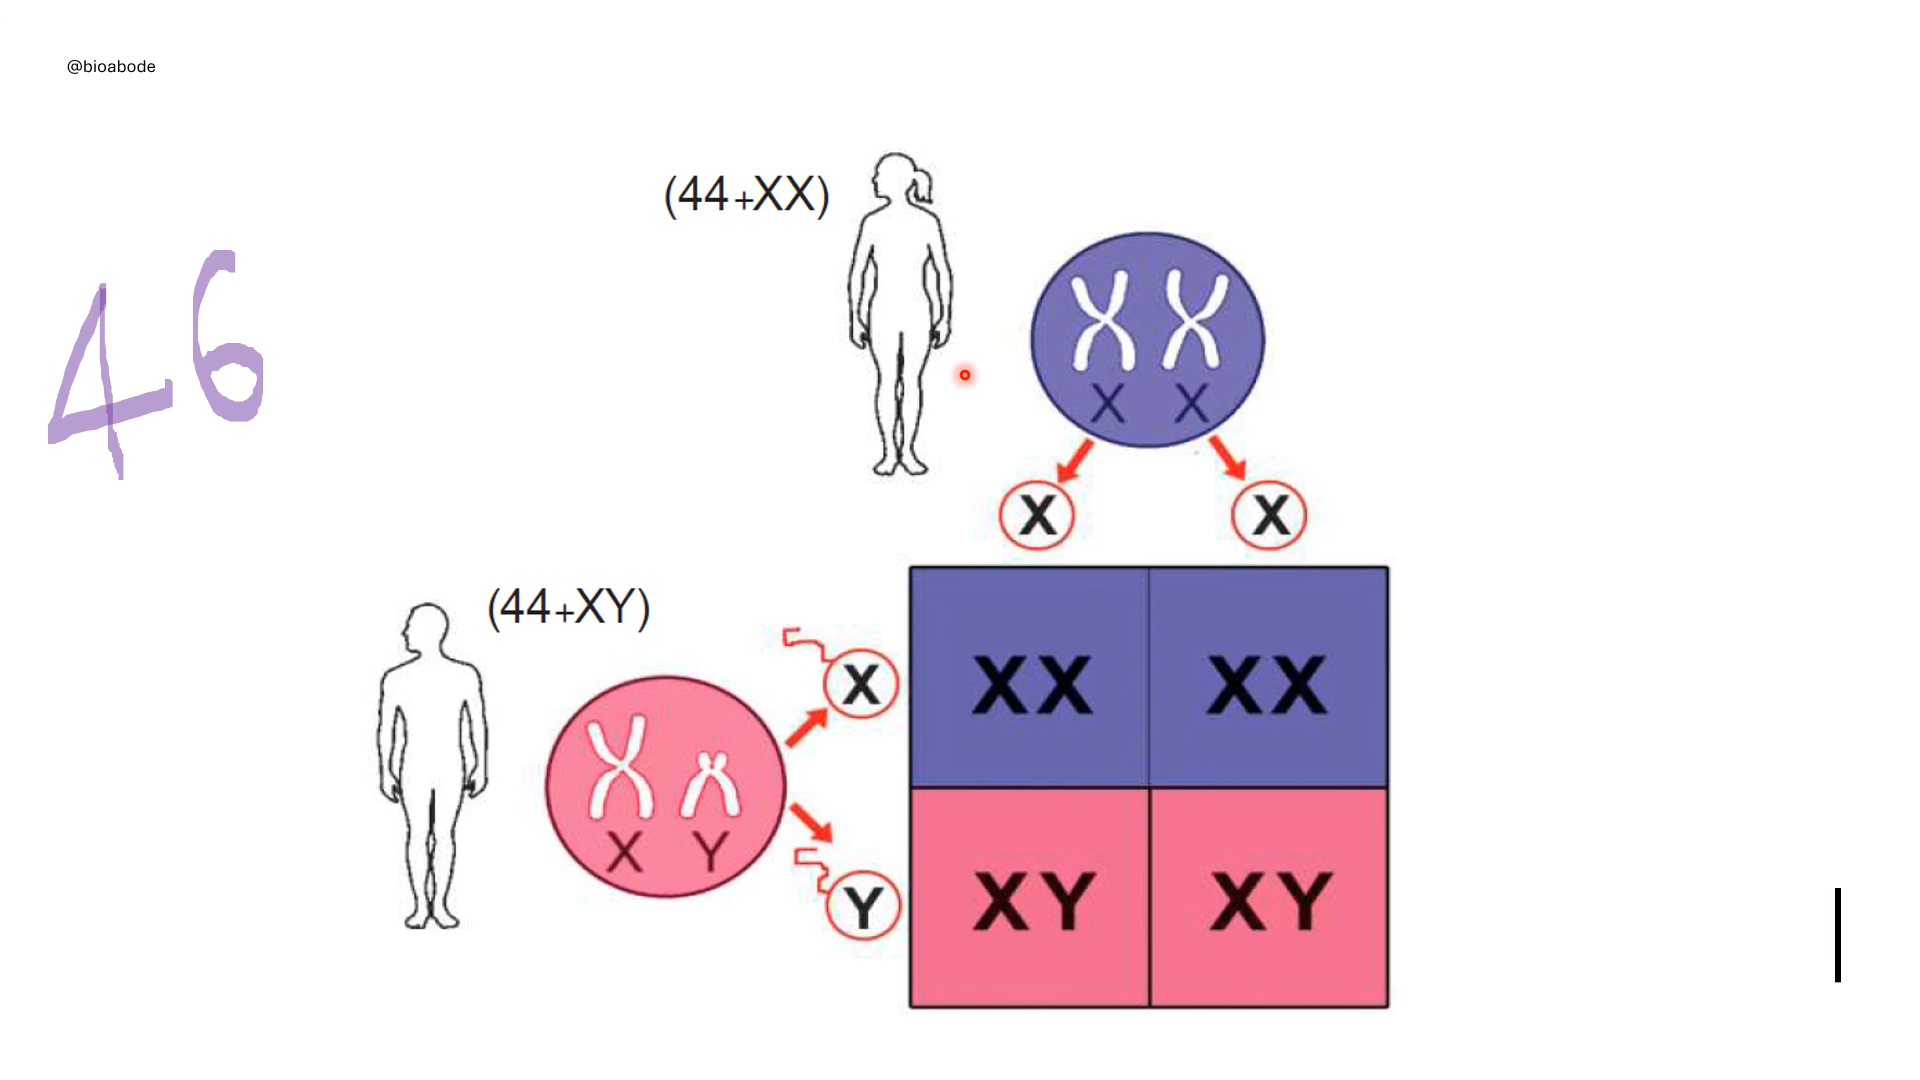 @bioabode
(44+XX)
46
X X
X X
(44+XY)
X
XX XX
X Y
Y
XY XY